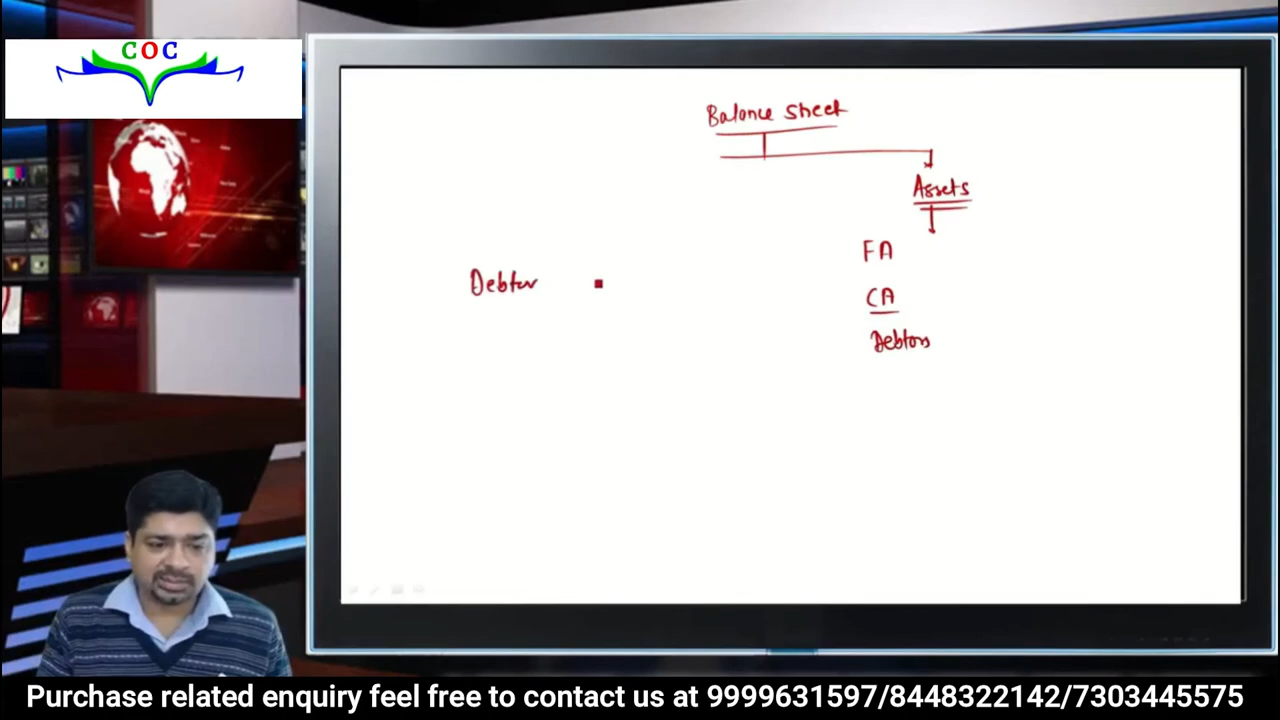 COC
Balance Sheet
Assets
FA
Debtor
CA
Debtors
Purchase related enquiry feel free to contact us at 9999631597/8448322142/7303445575